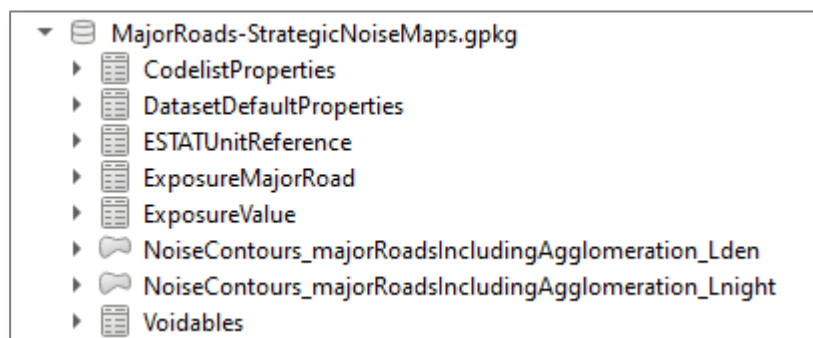 MajorRoads-StrategicNoiseMaps.gpkg
CodelistProperties
DatasetDefaultProperties
ESTATUnitReference
ExposureMajorRoad
ExposureValue
NoiseContours_majorRoadsIncludingAgglomeration_Lden
NoiseContours_majorRoadsIncludingAgglomeration_Lnight
Voidables